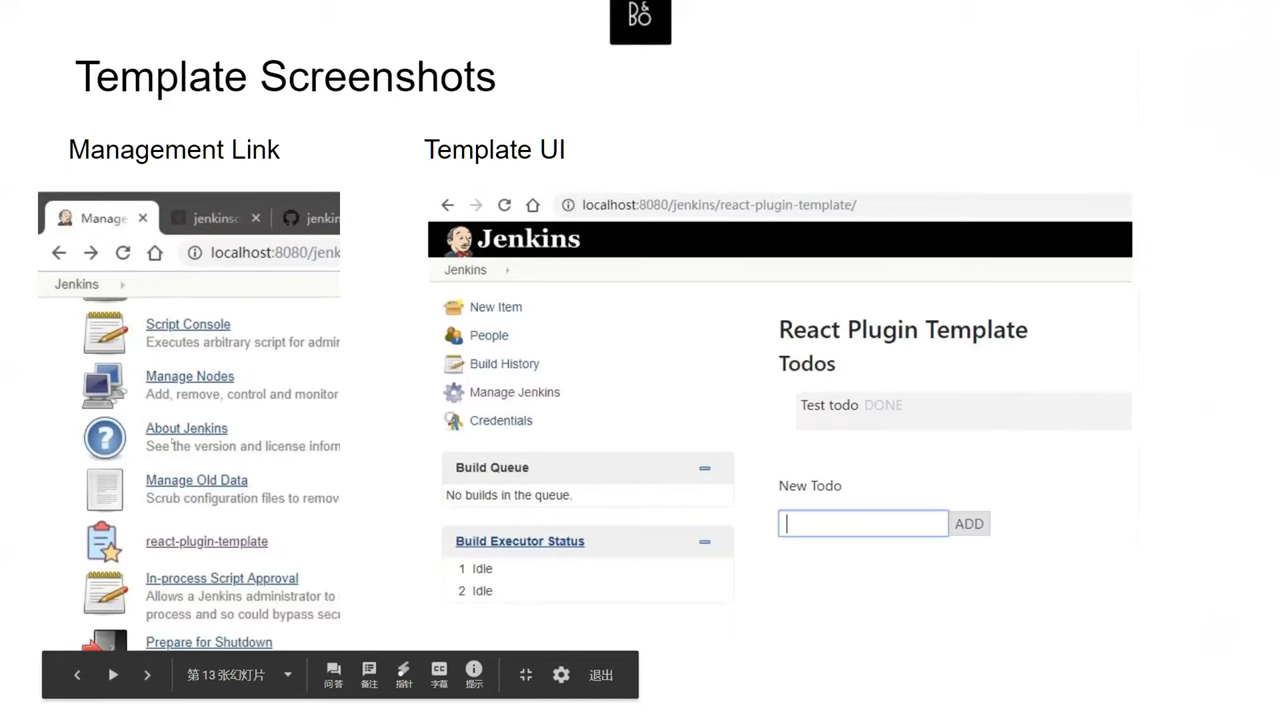 B&
BO
Template Screenshots
Management Link
Manage
jenkinsc
jenkin
localhost:8080/jenk
Jenkins
Script Console
Executes arbitrary script for admin
Manage Nodes
Add, remove, control and monitor
About Jenkins
See the version and license inform
Manage Old Data
Scrub configuration files to remove
react-plugin-template
In-process Script Approval
Allows a Jenkins administrator to
process and so could bypass secu
Prepare for Shutdown
Template UI
localhost:8080/jenkins/react-plugin-template/
Jenkins
Jenkins
New Item
People
Build History
Manage Jenkins
Credentials
Build Queue
No builds in the queue.
Build Executor Status
1 Idle
2 Idle
React Plugin Template
Todos
Test todo DONE
New Todo
ADD
第 13 张幻灯片
问答
备注
指针
CC
字幕
提示
退出